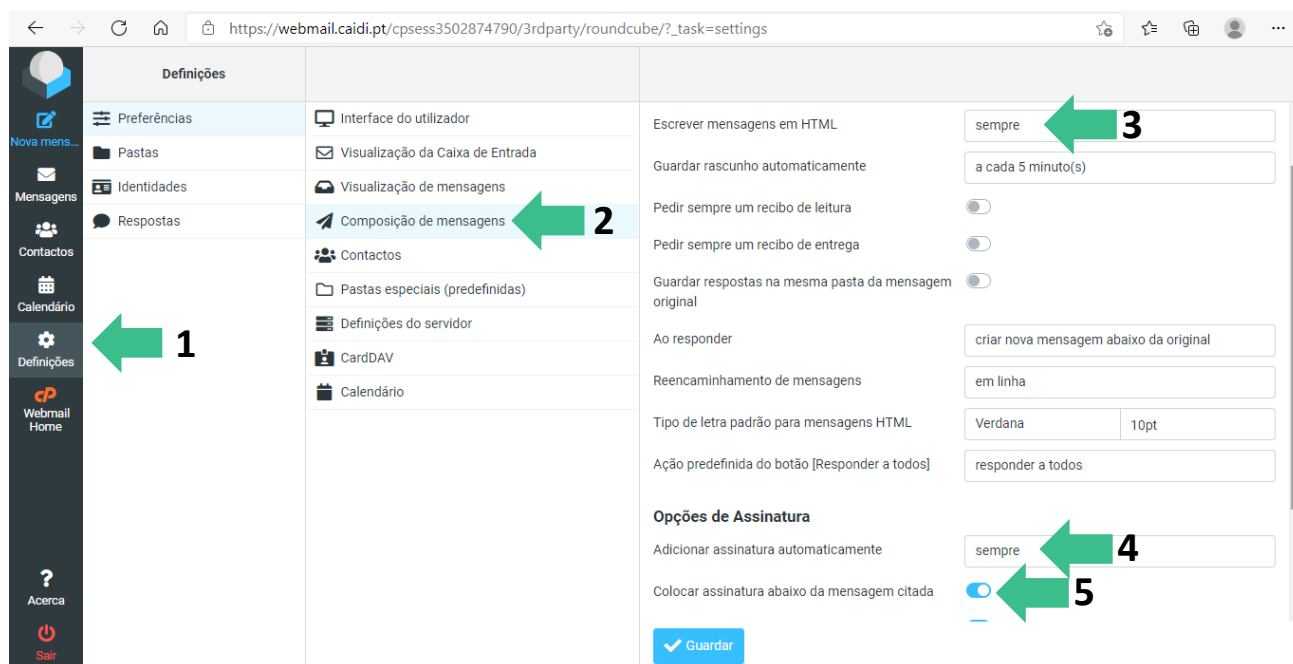 https://webmail.caidi.pt/cpsess3502874790/3rdparty/roundcube/?_task=settings
Nova mens...
Mensagens
Contactos
Calendário
Definições
cP
Webmail
Home
?
Acerca
Sair
Definições
Preferências
Pastas
Identidades
Respostas
1
Interface do utilizador
Visualização da Caixa de Entrada
Visualização de mensagens
Composição de mensagens
2
Contactos
Pastas especiais (predefinidas)
Definições do servidor
CardDAV
Calendário
Escrever mensagens em HTML
sempre
3
Guardar rascunho automaticamente
a cada 5 minuto(s)
Pedir sempre um recibo de leitura
Pedir sempre um recibo de entrega
Guardar respostas na mesma pasta da mensagem
original
Ao responder
criar nova mensagem abaixo da original
Reencaminhamento de mensagens
em linha
Tipo de letra padrão para mensagens HTML
Verdana
10pt
Ação predefinida do botão [Responder a todos]
responder a todos
Opções de Assinatura
Adicionar assinatura automaticamente
sempre
4
Colocar assinatura abaixo da mensagem citada
5
Guardar